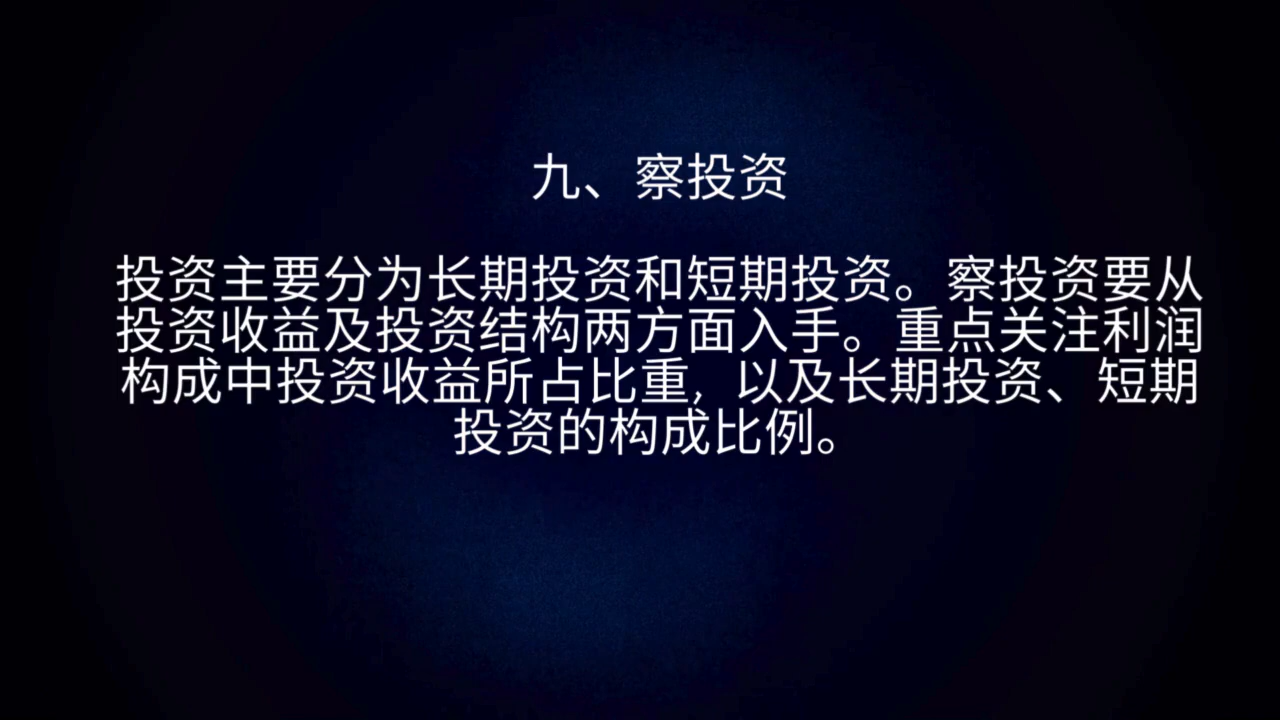 九、察投资
投资主要分为长期投资和短期投资。察投资要从
投资收益及投资结构两方面入手。重点关注利润
构成中投资收益所占比重，以及长期投资、短期
投资的构成比例。